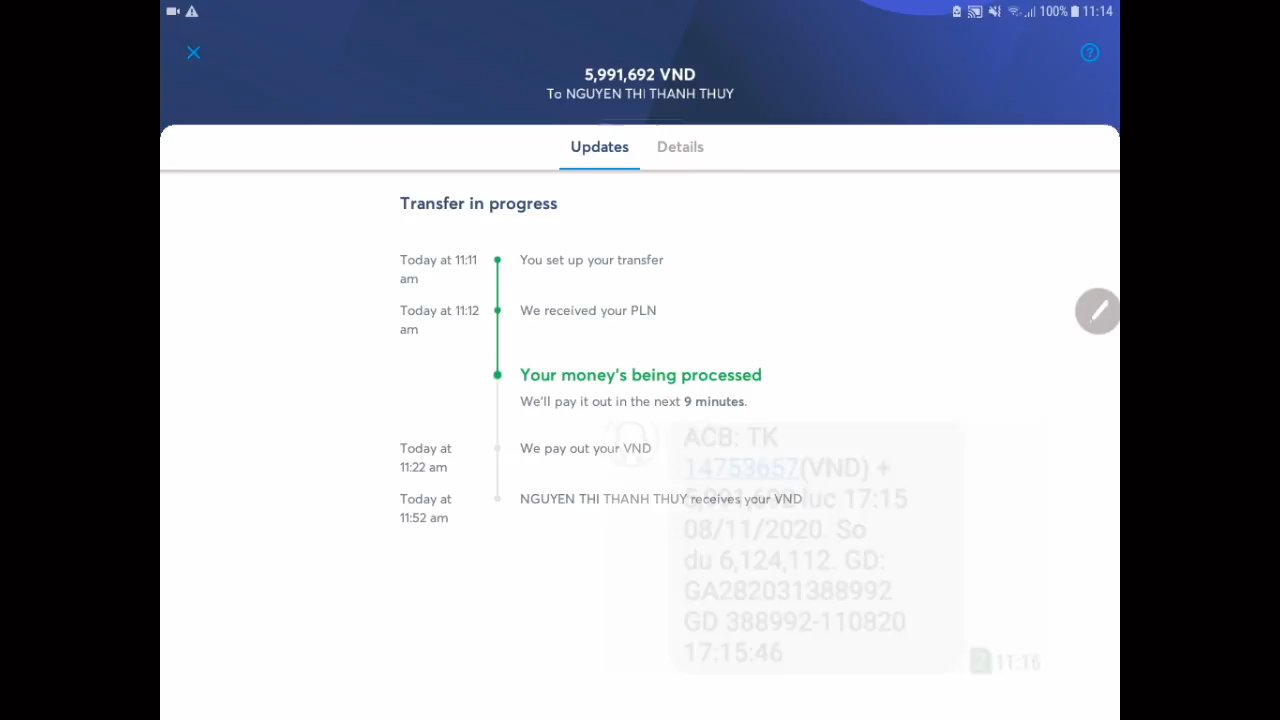 100% 11:14
5,991,692 VND
To NGUYEN THI THANH THUY
Updates Details
Transfer in progress
Today at 11:11
am
You set up your transfer
Today at 11:12
am
We received your PLN
Your money's being processed
We'll pay it out in the next 9 minutes.
Today at
11:22 am
We pay out your VND
Today at
11:52 am
NGUYEN THI THANH THUY receives your VND
ACB: TK
14753657(VND) +
5,991,692 luc 17:15
08/11/2020. So
du 6,124,112. GD:
GA282031388992
GD 388992-110820
17:15:46
11:16